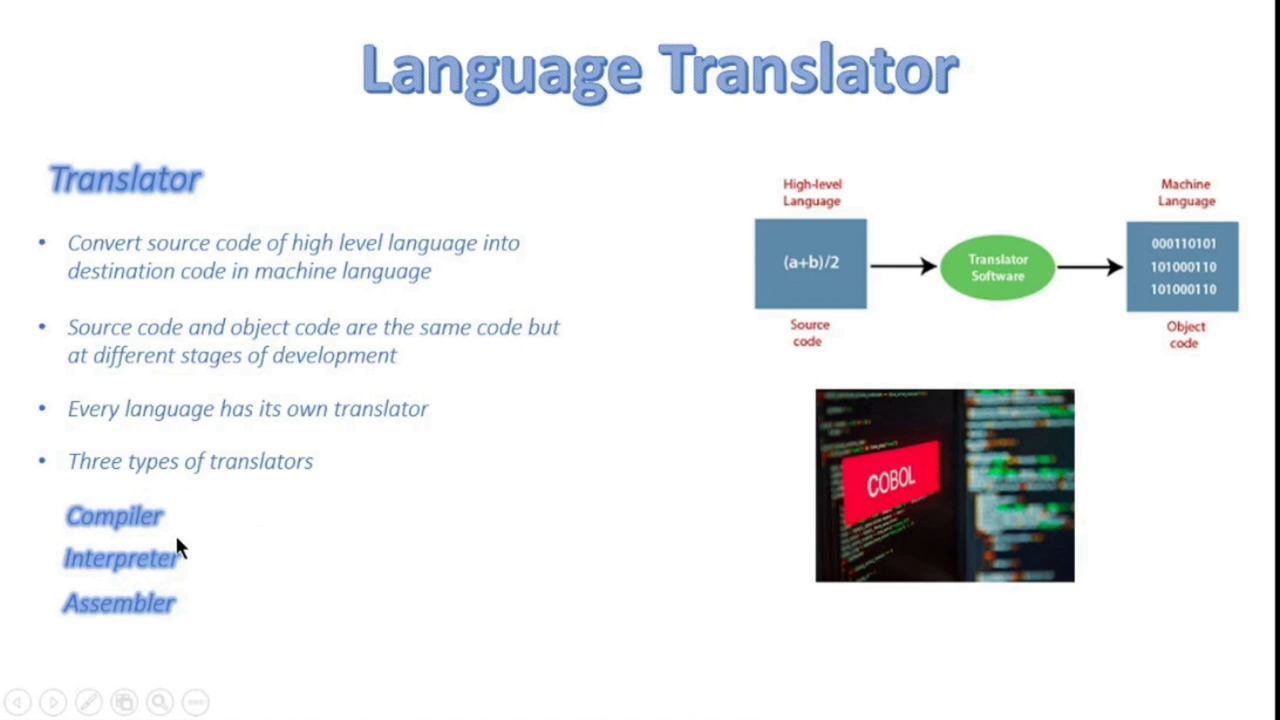 Language Translator
Translator
• Convert source code of high level language into
destination code in machine language
• Source code and object code are the same code but
at different stages of development
• Every language has its own translator
• Three types of translators
Compiler
Interpreter
Assembler
High-level
Language
(a+b)/2
Source
code
Translator
Software
Machine
Language
000110101
101000110
101000110
Object
code
COBOL